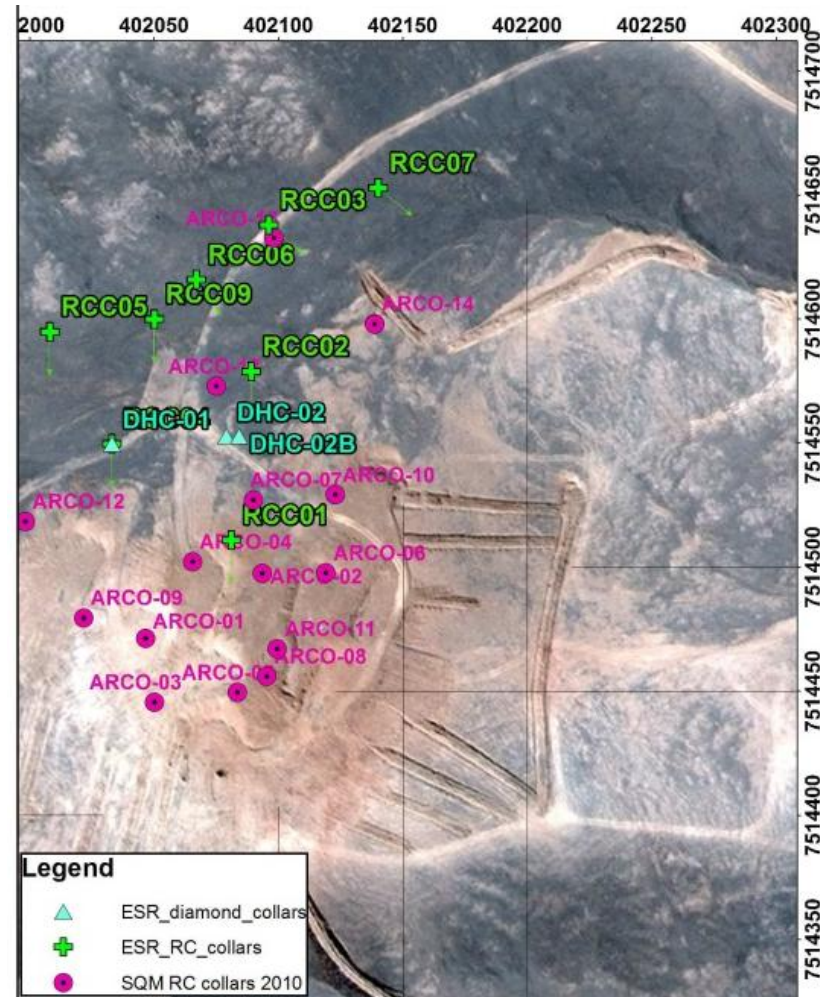 2000 402050 402100 402150 402200 402250 402300
7514700
RCC07
7514650
RCC03
RCC06
RCC09
RCC05
7514600
ARCO-14
RCC02
DHC-02
DHC-01
DHC-02B
7514550
ARCO-10
ARCO-07
ARCO-12
RCC01
ARCO-04
7514500
ARCO-06
ARCO-02
ARCO-09
ARCO-01
ARCO-11
ARCO-08
ARCO-03
7514450
7514400
7514350
Legend
ESR_diamond_collars
ESR_RC_collars
SQM RC collars 2010